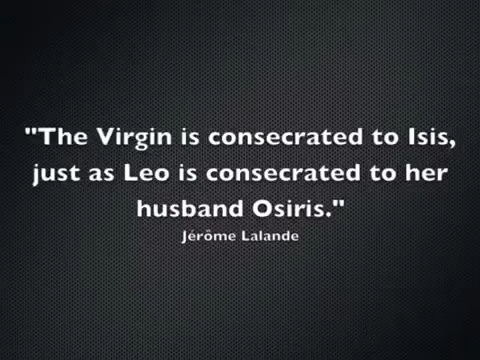 "The Virgin is consecrated to Isis,
just as Leo is consecrated to her
husband Osiris."
Jérôme Lalande